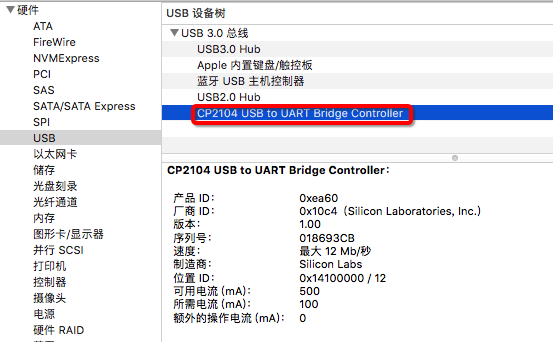 硬件
ATA
FireWire
NVMExpress
PCI
SAS
SATA/SATA Express
SPI
USB
以太网卡
储存
光盘刻录
光纤通道
内存
图形卡/显示器
并行 SCSI
打印机
控制器
摄像头
电源
硬件 RAID
USB 设备树
USB 3.0 总线
USB3.0 Hub
Apple 内置键盘/触控板
蓝牙 USB 主机控制器
USB2.0 Hub
CP2104 USB to UART Bridge Controller
CP2104 USB to UART Bridge Controller：
产品 ID： 0xea60
厂商 ID： 0x10c4（Silicon Laboratories, Inc.）
版本： 1.00
序列号： 018693CB
速度： 最大 12 Mb/秒
制造商： Silicon Labs
位置 ID： 0x14100000 / 12
可用电流 (mA)： 500
所需电流 (mA)： 100
额外的操作电流 (mA)： 0